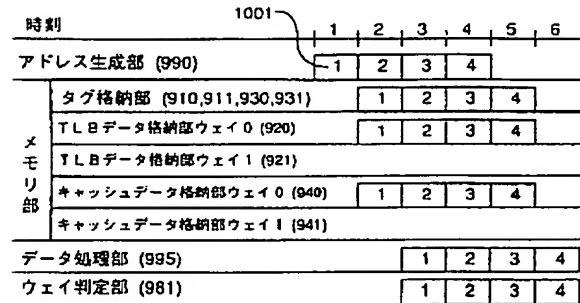 1001
時刻 1 2 3 4 5 6
アドレス生成部 (990) 1 2 3 4
メモリ部
タグ格納部 (910,911,930,931) 1 2 3 4
TLBデータ格納部ウェイ0 (920) 1 2 3 4
TLBデータ格納部ウェイ1 (921)
キャッシュデータ格納部ウェイ0 (940) 1 2 3 4
キャッシュデータ格納部ウェイ1 (941)
データ処理部 (995) 1 2 3 4
ウェイ判定部 (981) 1 2 3 4